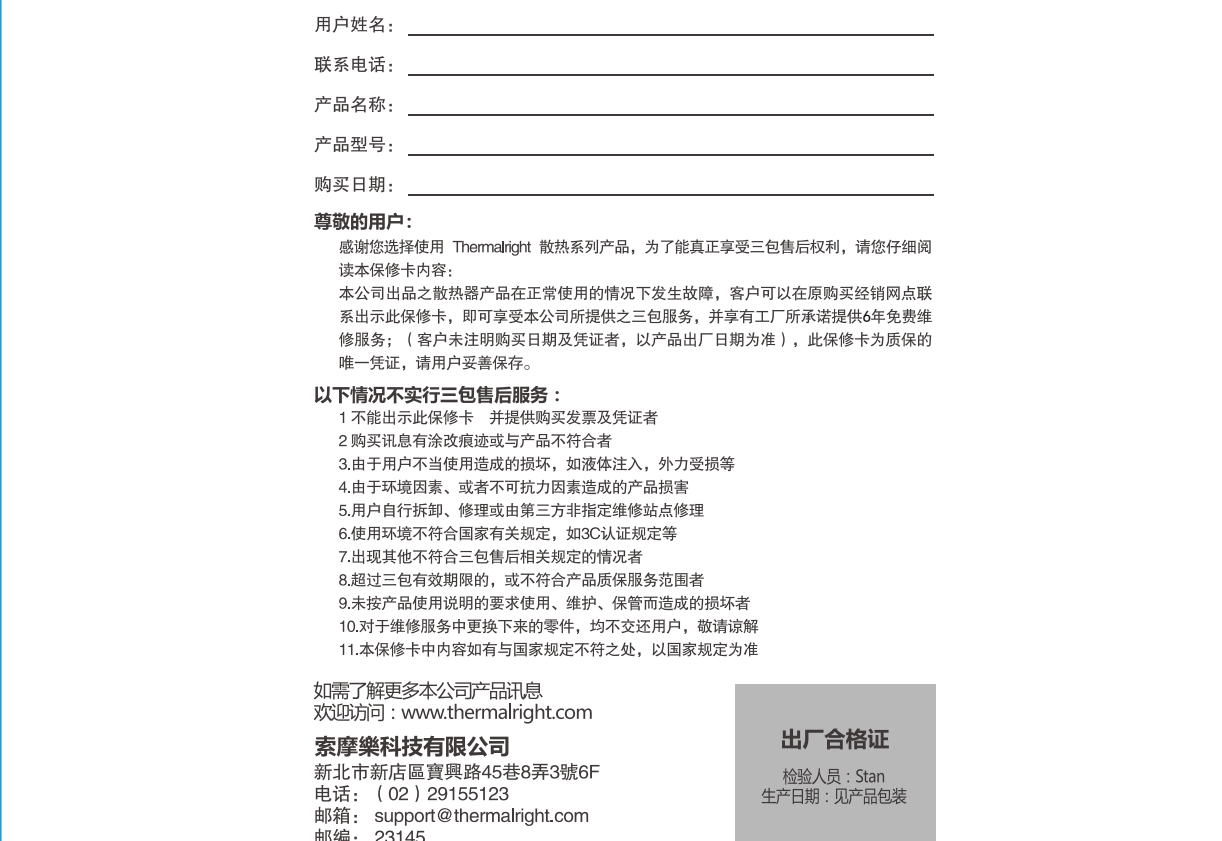 用户姓名：
联系电话：
产品名称：
产品型号：
购买日期：
尊敬的用户：
感谢您选择使用 Thermalright 散热系列产品，为了能真正享受三包售后权利，请您仔细阅
读本保修卡内容：
本公司出品之散热器产品在正常使用的情况下发生故障，客户可以在原购买经销网点联
系出示此保修卡，即可享受本公司所提供之三包服务，并享有工厂所承诺提供6年免费维
修服务；（客户未注明购买日期及凭证者，以产品出厂日期为准），此保修卡为质保的
唯一凭证，请用户妥善保存。
以下情况不实行三包售后服务：
1 不能出示此保修卡 并提供购买发票及凭证者
2 购买讯息有涂改痕迹或与产品不符合者
3.由于用户不当使用造成的损坏，如液体注入，外力受损等
4.由于环境因素、或者不可抗力因素造成的产品损害
5.用户自行拆卸、修理或由第三方非指定维修站点修理
6.使用环境不符合国家有关规定，如3C认证规定等
7.出现其他不符合三包售后相关规定的情况者
8.超过三包有效期限的，或不符合产品质保服务范围者
9.未按产品使用说明的要求使用、维护、保管而造成的损坏者
10.对于维修服务中更换下来的零件，均不交还用户，敬请谅解
11.本保修卡中内容如有与国家规定不符之处，以国家规定为准
如需了解更多本公司产品讯息
欢迎访问：www.thermalright.com
索摩樂科技有限公司
新北市新店區寶興路45巷8弄3號6F
电话：（02）29155123
邮箱： support@thermalright.com
邮编： 23145
出厂合格证
检验人员：Stan
生产日期：见产品包装